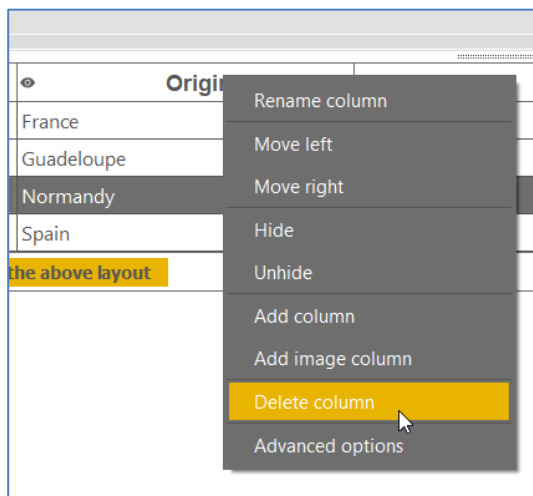 Origi
Rename column
France
Move left
Guadeloupe
Move right
Normandy
Hide
Spain
Unhide
the above layout
Add column
Add image column
Delete column
Advanced options